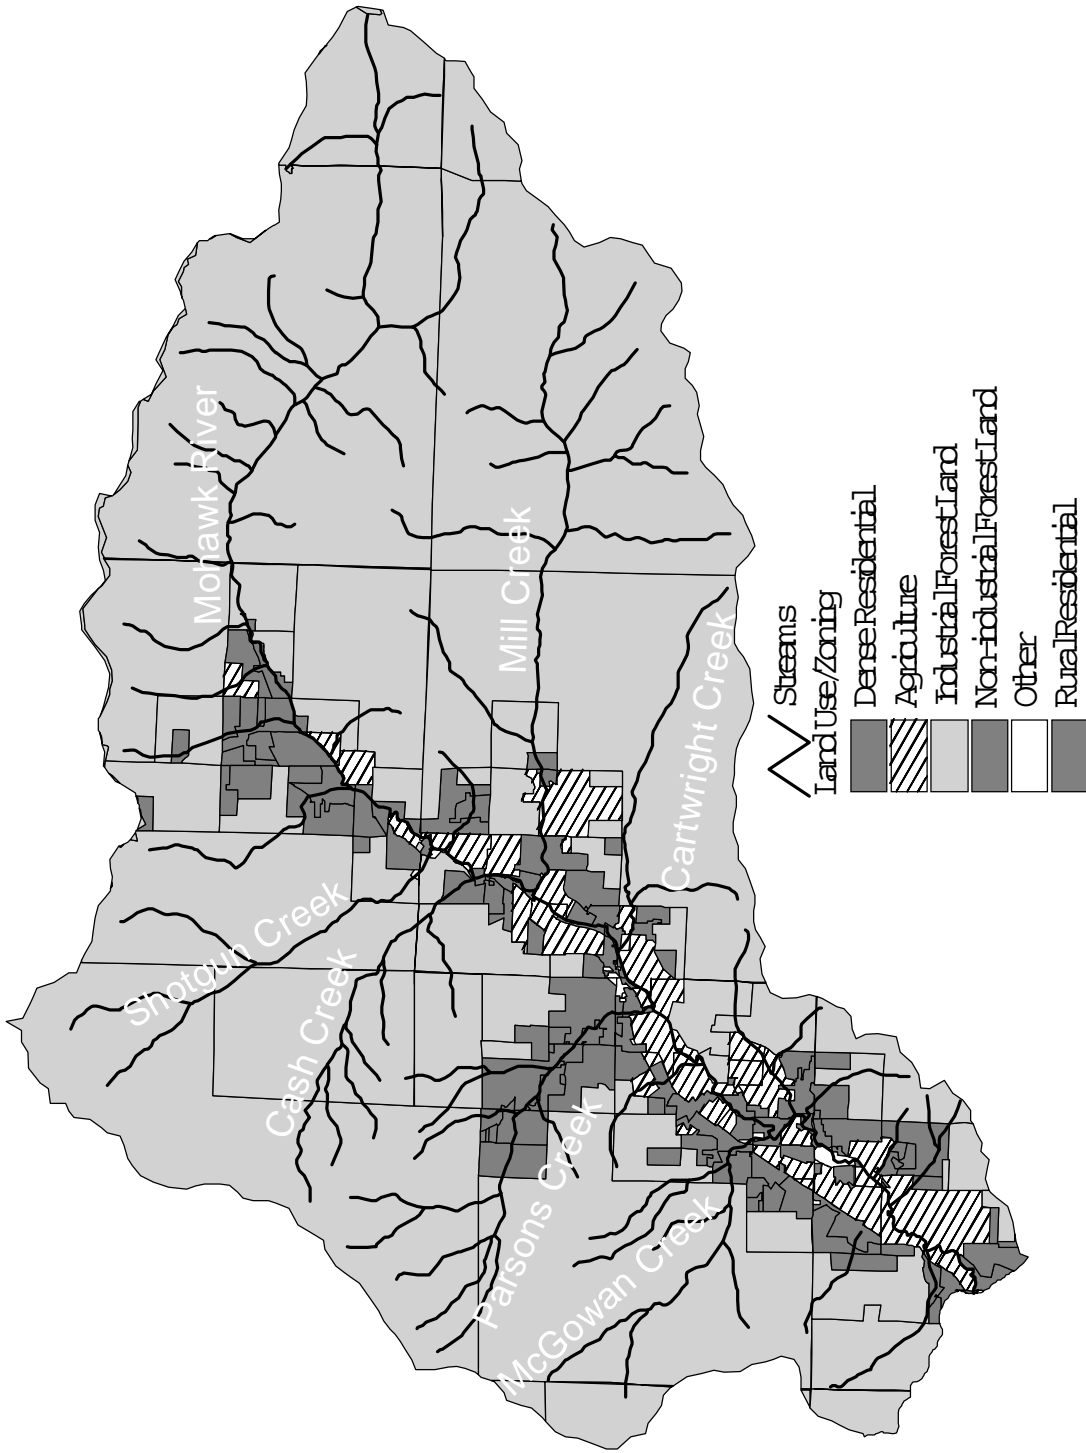 Mohawk River
Mill Creek
Cartwright Creek
Shotgun Creek
Cash Creek
Parsons Creek
McGowan Creek
Streams
Land Use/Zoning
Dense Residential
Agriculture
Industrial Forest Land
Non-industrial Forest Land
Other
Rural Residential